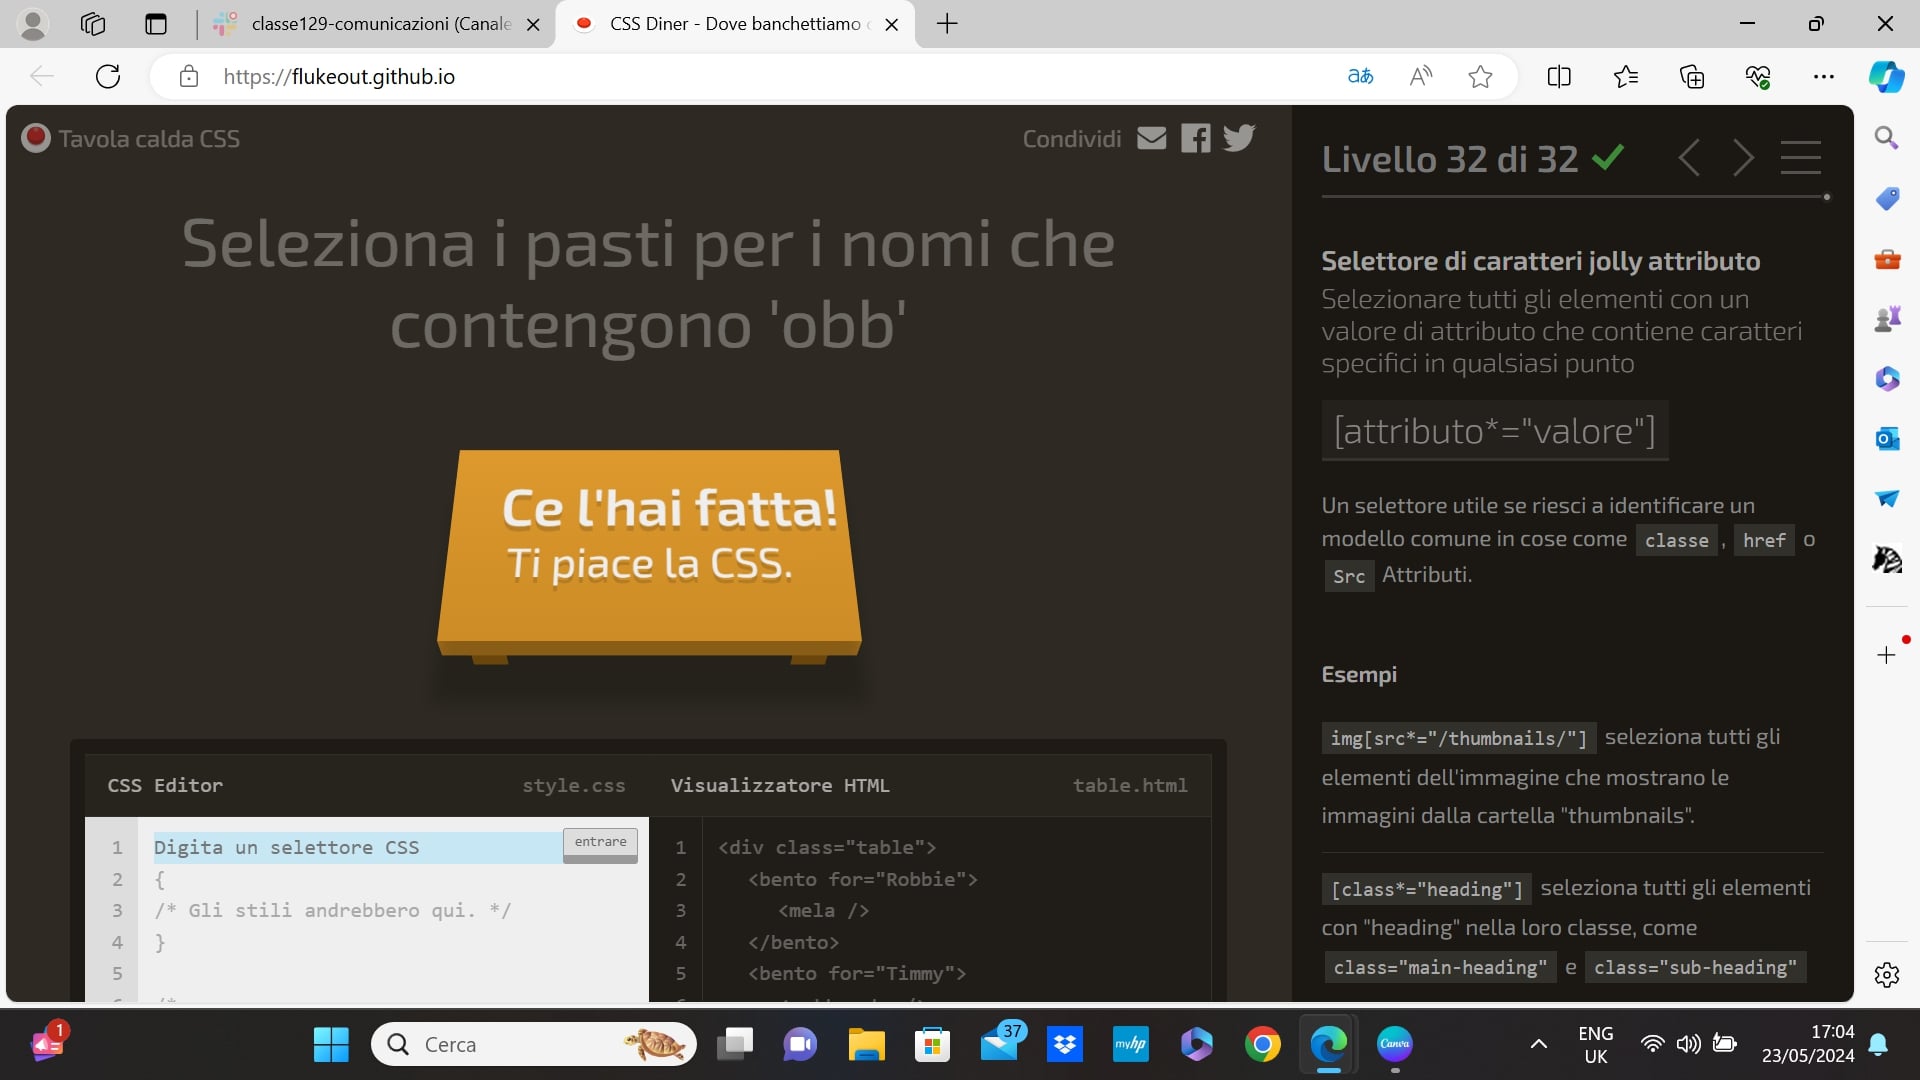 classe129-comunicazioni (Canale
CSS Diner - Dove banchettiamo
https://flukeout.github.io
Tavola calda CSS
Condividi
Seleziona i pasti per i nomi che
contengono 'obb'
Ce l'hai fatta!
Ti piace la CSS.
CSS Editor
style.css
Visualizzatore HTML
table.html
1
2
3
4
5
Digita un selettore CSS
entrare
{
/* Gli stili andrebbero qui. */
}
/*
1 <div class="table">
2 <bento for="Robbie">
3 <mela />
4 </bento>
5 <bento for="Timmy">
Livello 32 di 32
Selettore di caratteri jolly attributo
Selezionare tutti gli elementi con un
valore di attributo che contiene caratteri
specifici in qualsiasi punto
[attributo*="valore"]
Un selettore utile se riesci a identificare un
modello comune in cose come classe , href o
Src Attributi.
Esempi
img[src*="/thumbnails/"] seleziona tutti gli
elementi dell'immagine che mostrano le
immagini dalla cartella "thumbnails".
[class*="heading"] seleziona tutti gli elementi
con "heading" nella loro classe, come
class="main-heading" e class="sub-heading"
1
Cerca
37
myhp
Canva
ENG
UK
17:04
23/05/2024